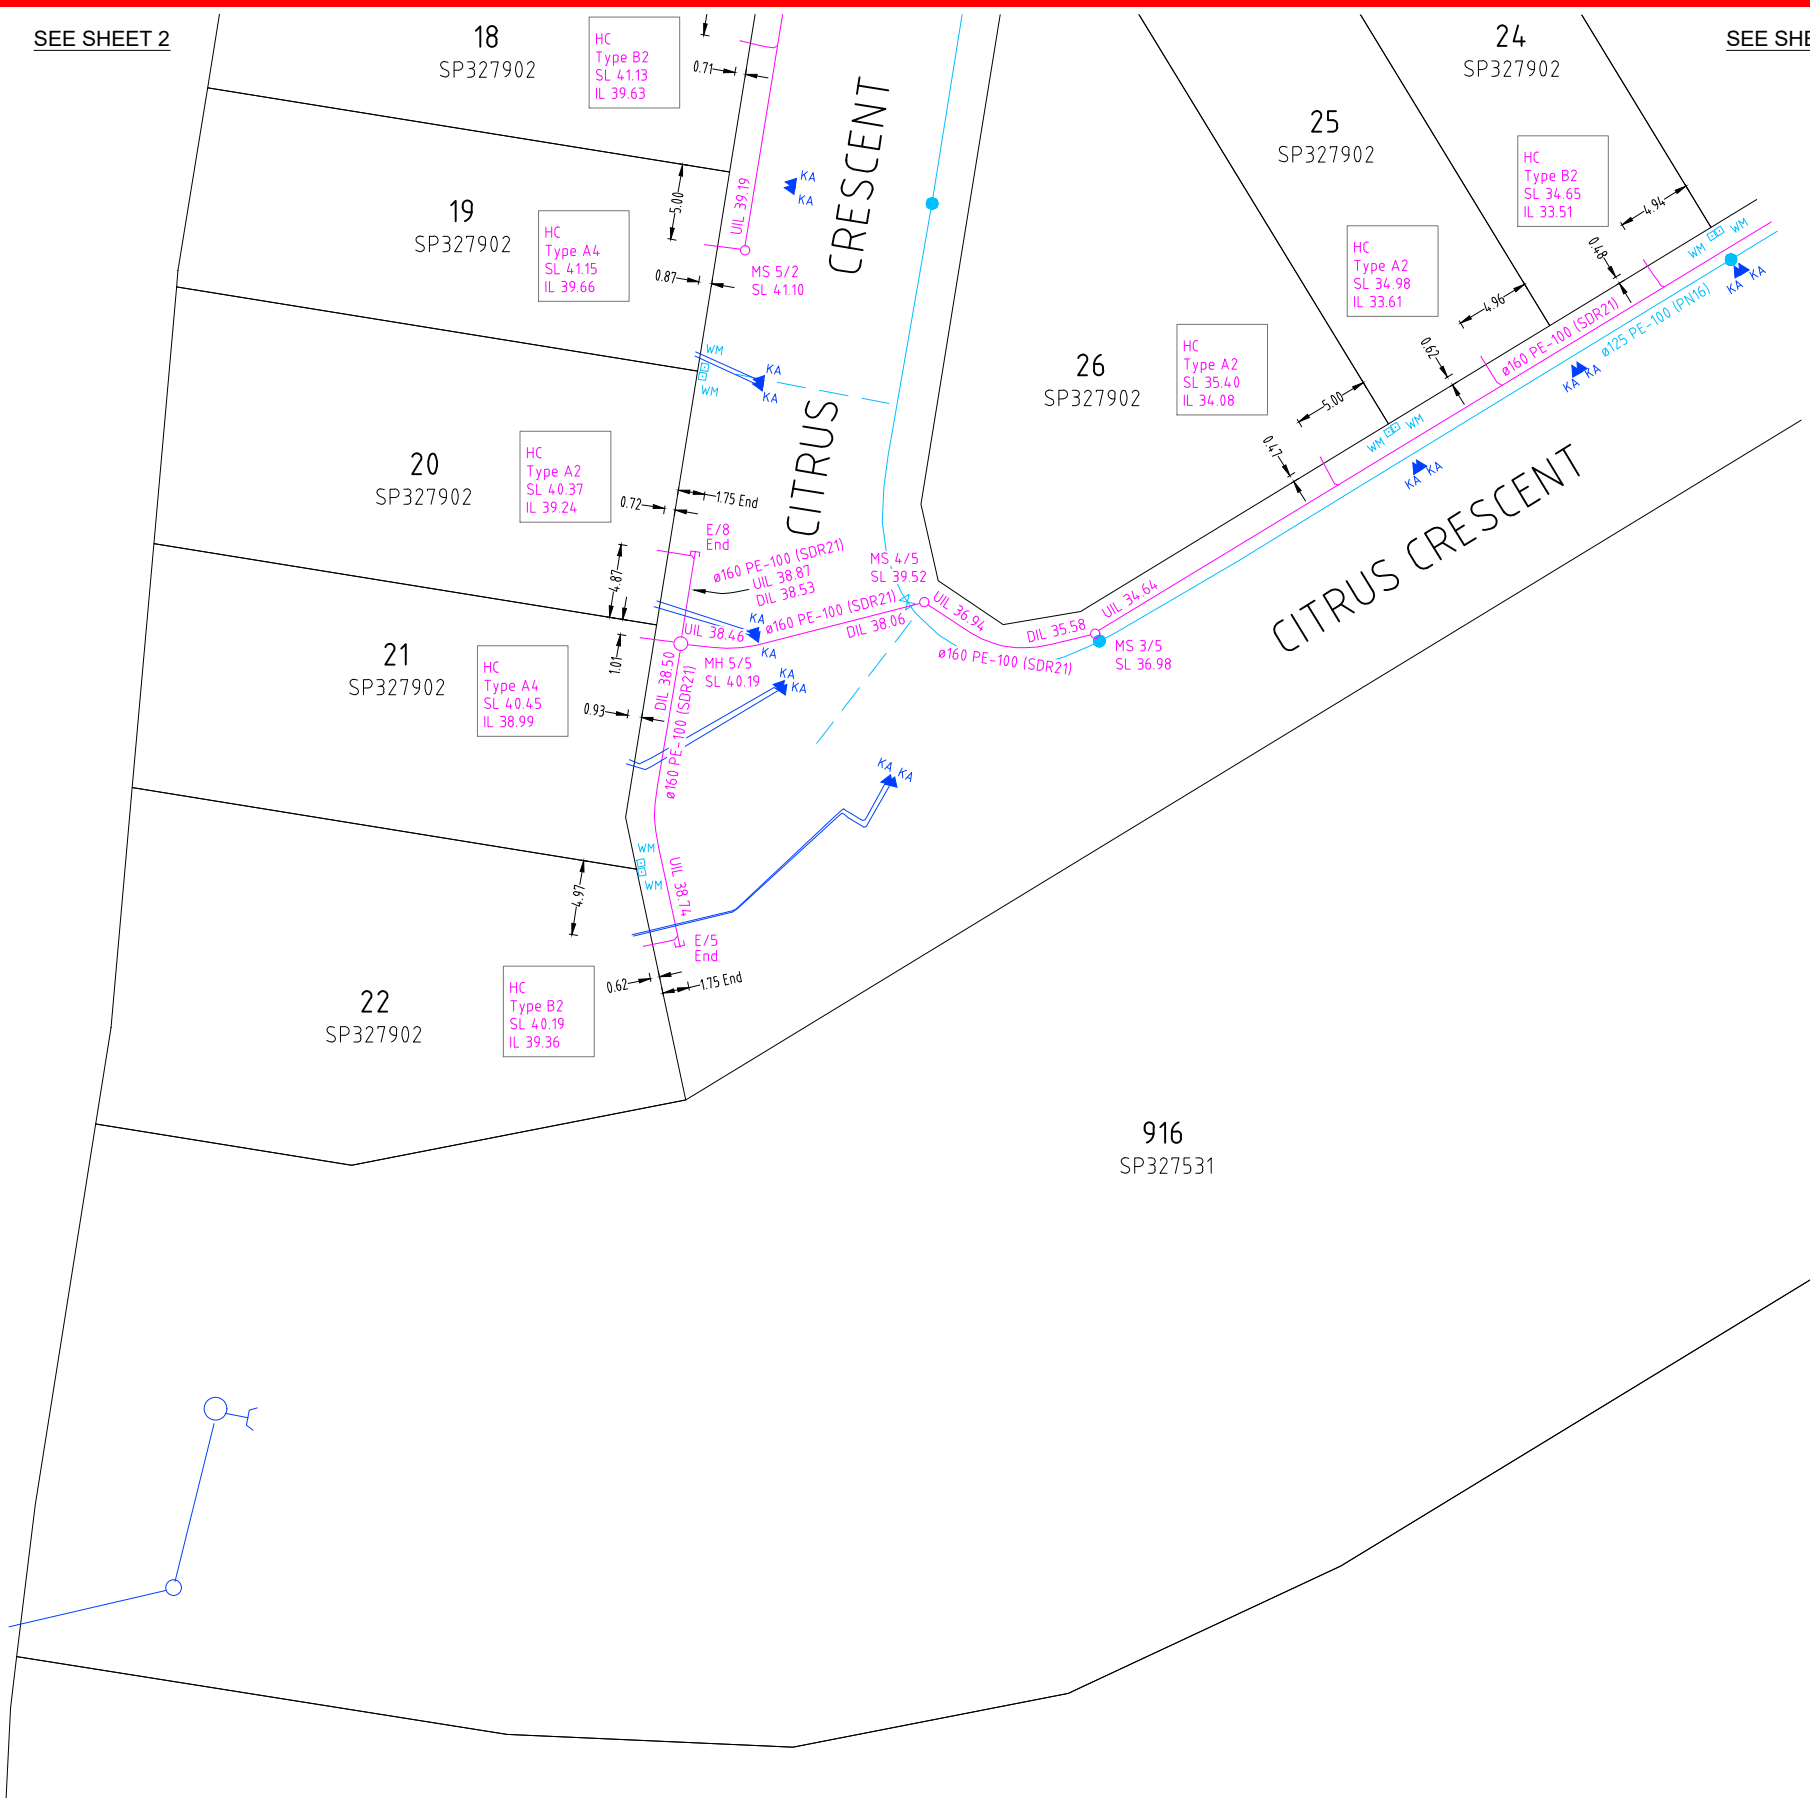 SEE SHEET 2
SEE SHE
18
SP327902
HC
Type B2
SL 41.13
IL 39.63
0.71
24
SP327902
25
SP327902
HC
Type B2
SL 34.65
IL 33.51
4.94
0.48
WM
WM
KA
KA
CRESCENT
KA
KA
19
SP327902
HC
Type A4
SL 41.15
IL 39.66
5.00
UIL 39.19
0.87
MS 5/2
SL 41.10
HC
Type A2
SL 34.98
IL 33.61
4.96
0.62
ø160 PE-100 (SDR21)
ø125 PE-100 (PN16)
KA
KA
26
SP327902
HC
Type A2
SL 35.40
IL 34.08
5.00
0.47
WM
WM
KA
KA
WM
WM
KA
KA
CITRUS
CITRUS CRESCENT
20
SP327902
HC
Type A2
SL 40.37
IL 39.24
0.72
1.75 End
E/8
End
4.87
ø160 PE-100 (SDR21)
UIL 38.87
DIL 38.53
MS 4/5
SL 39.52
KA
KA
UIL 38.46
ø160 PE-100 (SDR21)
DIL 38.06
UIL 36.94
DIL 35.58
UIL 34.64
ø160 PE-100 (SDR21)
MS 3/5
SL 36.98
MH 5/5
SL 40.19
21
SP327902
HC
Type A4
SL 40.45
IL 38.99
1.01
0.93
DIL 38.50
ø160 PE-100 (SDR21)
KA
KA
KA
KA
WM
WM
UIL 38.74
4.97
E/5
End
22
SP327902
HC
Type B2
SL 40.19
IL 39.36
0.62
1.75 End
916
SP327531